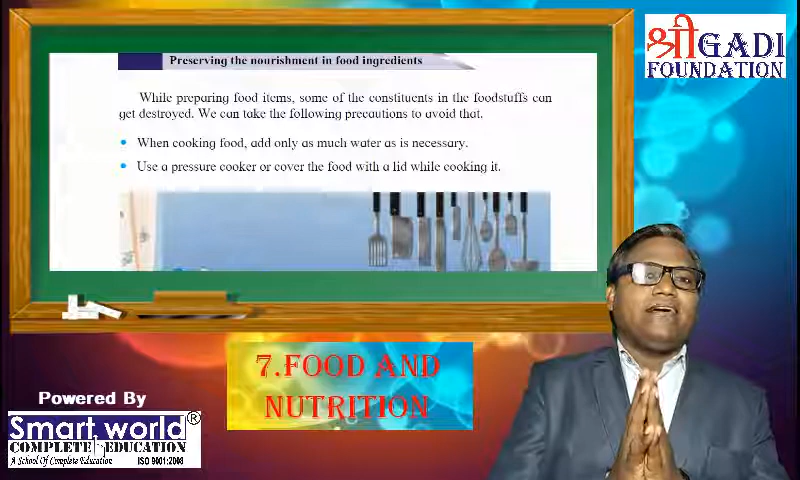 Preserving the nourishment in food ingredients
While preparing food items, some of the constituents in the foodstuffs can
get destroyed. We can take the following precautions to avoid that.
• When cooking food, add only as much water as is necessary.
• Use a pressure cooker or cover the food with a lid while cooking it.
श्रीGADI
FOUNDATION
7.FOOD AND
NUTRITION
Powered By
Smart world®
COMPLETE EDUCATION
A School Of Complete Education ISO 9001:2008